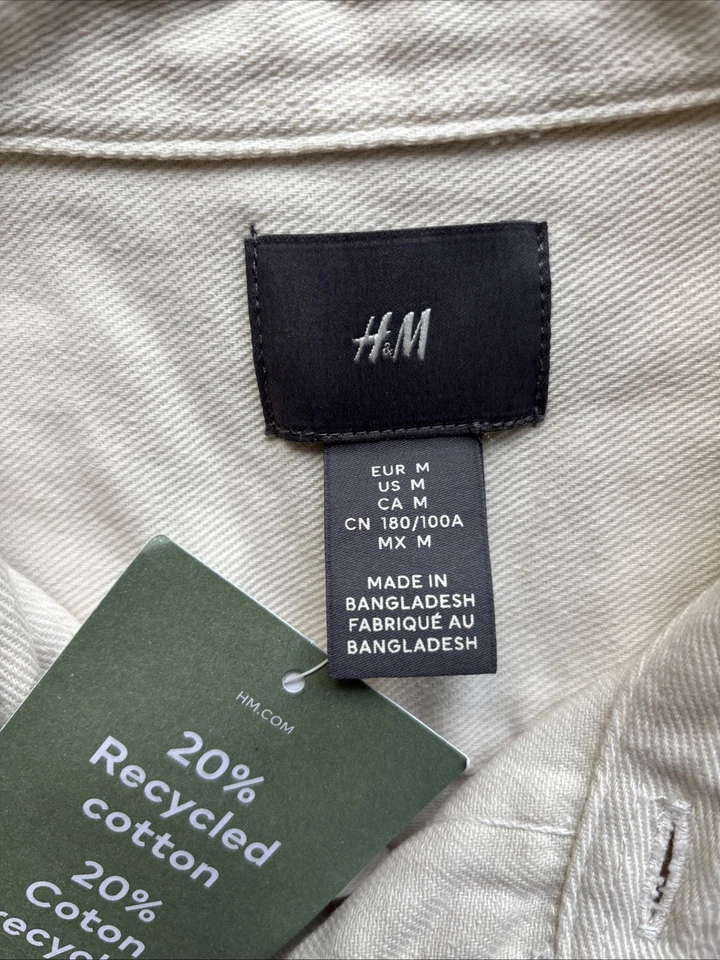 H&M
EUR M
US M
CA M
CN 180/100A
MX M
MADE IN
BANGLADESH
FABRIQUÉ AU
BANGLADESH
HM.COM
20%
Recycled
cotton
20%
Coton